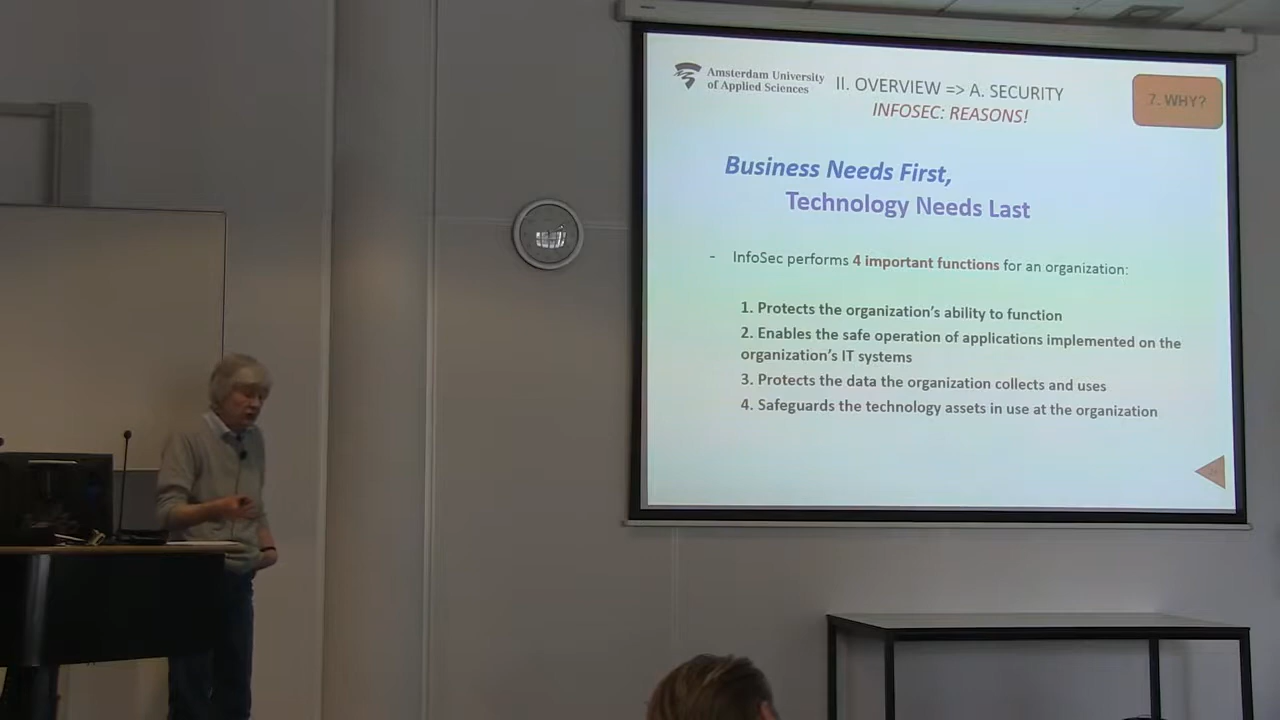 Amsterdam University
of Applied Sciences
II. OVERVIEW => A. SECURITY
INFOSEC: REASONS!
7. WHY?
Business Needs First,
Technology Needs Last
- InfoSec performs 4 important functions for an organization:
1. Protects the organization's ability to function
2. Enables the safe operation of applications implemented on the
organization's IT systems
3. Protects the data the organization collects and uses
4. Safeguards the technology assets in use at the organization